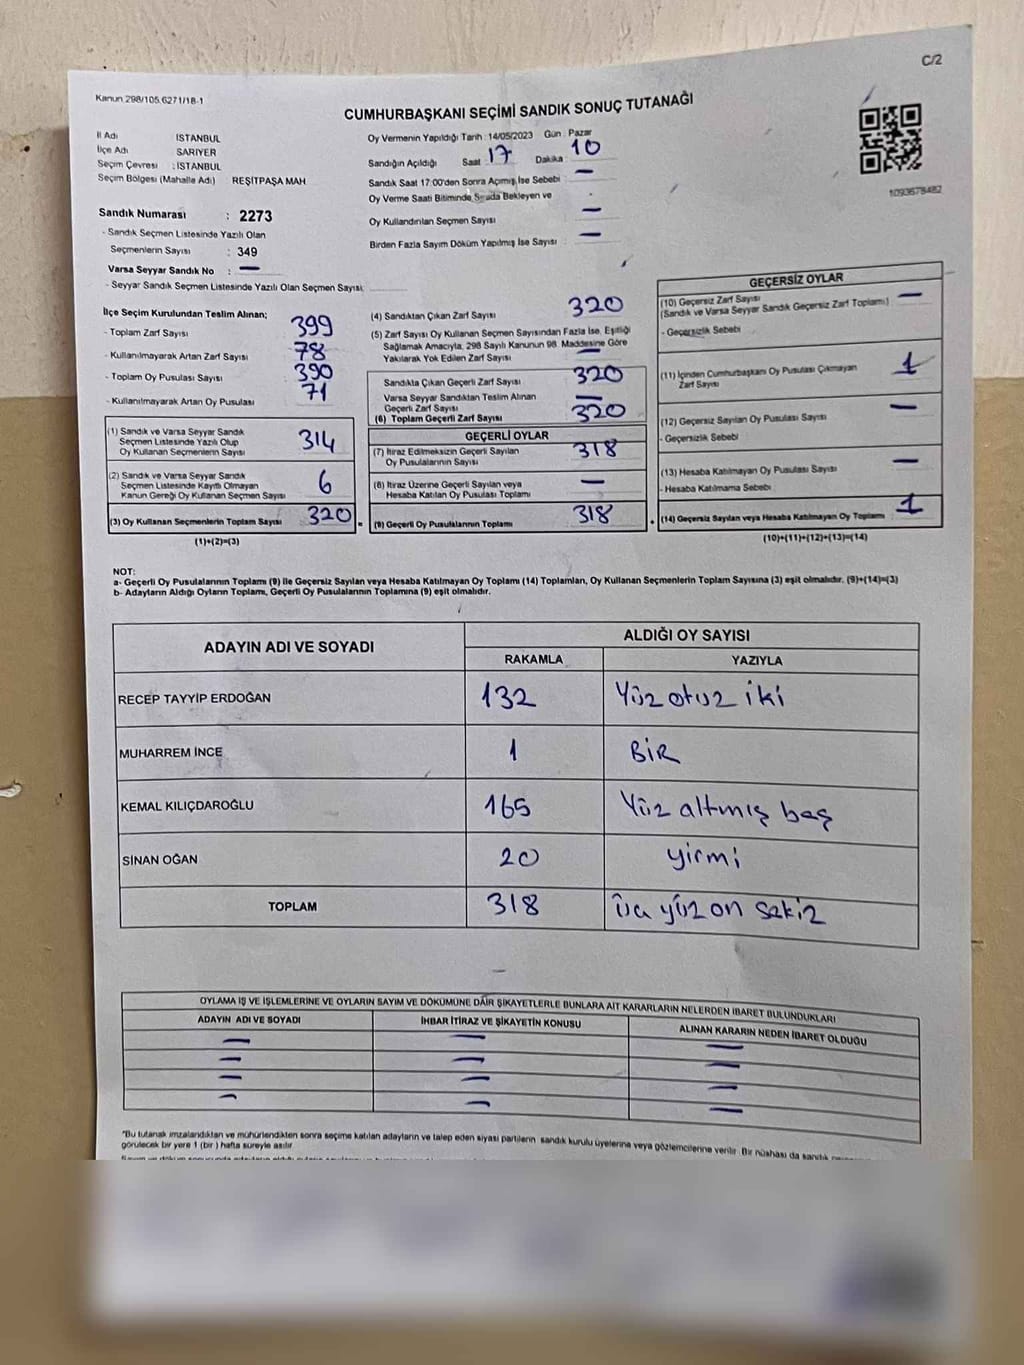 C/2
Kanun 298/105.6271/18-1
CUMHURBAŞKANI SEÇİMİ SANDIK SONUÇ TUTANAĞI
İl Adı İSTANBUL
İlçe Adı SARIYER
Seçim Çevresi : İSTANBUL
Seçim Bölgesi (Mahalle Adı) REŞİTPAŞA MAH
Sandık Numarası : 2273
- Sandık Seçmen Listesinde Yazılı Olan
Seçmenlerin Sayısı : 349
Varsa Seyyar Sandık No : —
- Seyyar Sandık Seçmen Listesinde Yazılı Olan Seçmen Sayısı:
Oy Vermenin Yapıldığı Tarih : 14/05/2023 Gün : Pazar
Sandığın Açıldığı Saat 17 Dakika 10
Sandık Saat 17:00'den Sonra Açımış İse Sebebi : —
Oy Verme Saati Bitiminde Sırada Bekleyen ve
Oy Kullandırılan Seçmen Sayısı —
Birden Fazla Sayım Döküm Yapılmış İse Sayısı —
1093678482
İlçe Seçim Kurulundan Teslim Alınan;
- Toplam Zarf Sayısı 399
- Kullanılmayarak Artan Zarf Sayısı 78
- Toplam Oy Pusulası Sayısı 390
- Kullanılmayarak Artan Oy Pusulası 71
(1) Sandık ve Varsa Seyyar Sandık
Seçmen Listesinde Yazılı Olup
Oy Kullanan Seçmenlerin Sayısı 314
(2) Sandık ve Varsa Seyyar Sandık
Seçmen Listesinde Kayıtlı Olmayan
Kanun Gereği Oy Kullanan Seçmen Sayısı 6
(3) Oy Kullanan Seçmenlerin Toplam Sayısı 320
(1)+(2)=(3)
(4) Sandıktan Çıkan Zarf Sayısı 320
(5) Zarf Sayısı Oy Kullanan Seçmen Sayısından Fazla İse, Eşitliği
Sağlamak Amacıyla, 298 Sayılı Kanunun 98. Maddesine Göre
Yakılarak Yok Edilen Zarf Sayısı —
Sandıkta Çıkan Geçerli Zarf Sayısı 320
Varsa Seyyar Sandıktan Teslim Alınan
Geçerli Zarf Sayısı —
(6) Toplam Geçerli Zarf Sayısı 320
GEÇERLİ OYLAR
(7) İtiraz Edilmeksizin Geçerli Sayılan
Oy Pusulalarının Sayısı 318
(8) İtiraz Üzerine Geçerli Sayılan veya
Hesaba Katılan Oy Pusulası Toplamı —
(9) Geçerli Oy Pusulalarının Toplamı 318
GEÇERSİZ OYLAR
(10) Geçersiz Zarf Sayısı
(Sandık ve Varsa Seyyar Sandık Geçersiz Zarf Toplamı) —
- Geçersizlik Sebebi
(11) İçinden Cumhurbaşkanı Oy Pusulası Çıkmayan
Zarf Sayısı 1
(12) Geçersiz Sayılan Oy Pusulası Sayısı —
- Geçersizlik Sebebi
(13) Hesaba Katılmayan Oy Pusulası Sayısı —
- Hesaba Katılmama Sebebi
(14) Geçersiz Sayılan veya Hesaba Katılmayan Oy Toplamı 1
(10)+(11)+(12)+(13)=(14)
NOT:
a- Geçerli Oy Pusulalarının Toplamı (9) ile Geçersiz Sayılan veya Hesaba Katılmayan Oy Toplamı (14) Toplamları, Oy Kullanan Seçmenlerin Toplam Sayısına (3) eşit olmalıdır. (9)+(14)=(3)
b- Adayların Aldığı Oyların Toplamı, Geçerli Oy Pusulalarının Toplamına (9) eşit olmalıdır.
ADAYIN ADI VE SOYADI ALDIĞI OY SAYISI
RAKAMLA YAZIYLA
RECEP TAYYİP ERDOĞAN 132 Yüz otuz iki
MUHARREM İNCE 1 BİR
KEMAL KILIÇDAROĞLU 165 Yüz altmış beş
SİNAN OĞAN 20 yirmi
TOPLAM 318 üç yüz on sekiz
OYLAMA İŞ VE İŞLEMLERİNE VE OYLARIN SAYIM VE DÖKÜMÜNE DAİR ŞİKAYETLERLE BUNLARA AİT KARARLARIN NELERDEN İBARET BULUNDUKLARI
ADAYIN ADI VE SOYADI İHBAR İTİRAZ VE ŞİKAYETİN KONUSU ALINAN KARARIN NEDEN İBARET OLDUĞU
— — —
— — —
— — —
— — —
"Bu tutanak imzalandıktan ve mühürlendikten sonra seçime katılan adayların ve talep eden siyasi partilerin sandık kurulu üyelerine veya gözlemcilerine verilir. Bir nüshası da sandık
görülecek bir yere 1 (bir) hafta süreyle asılır